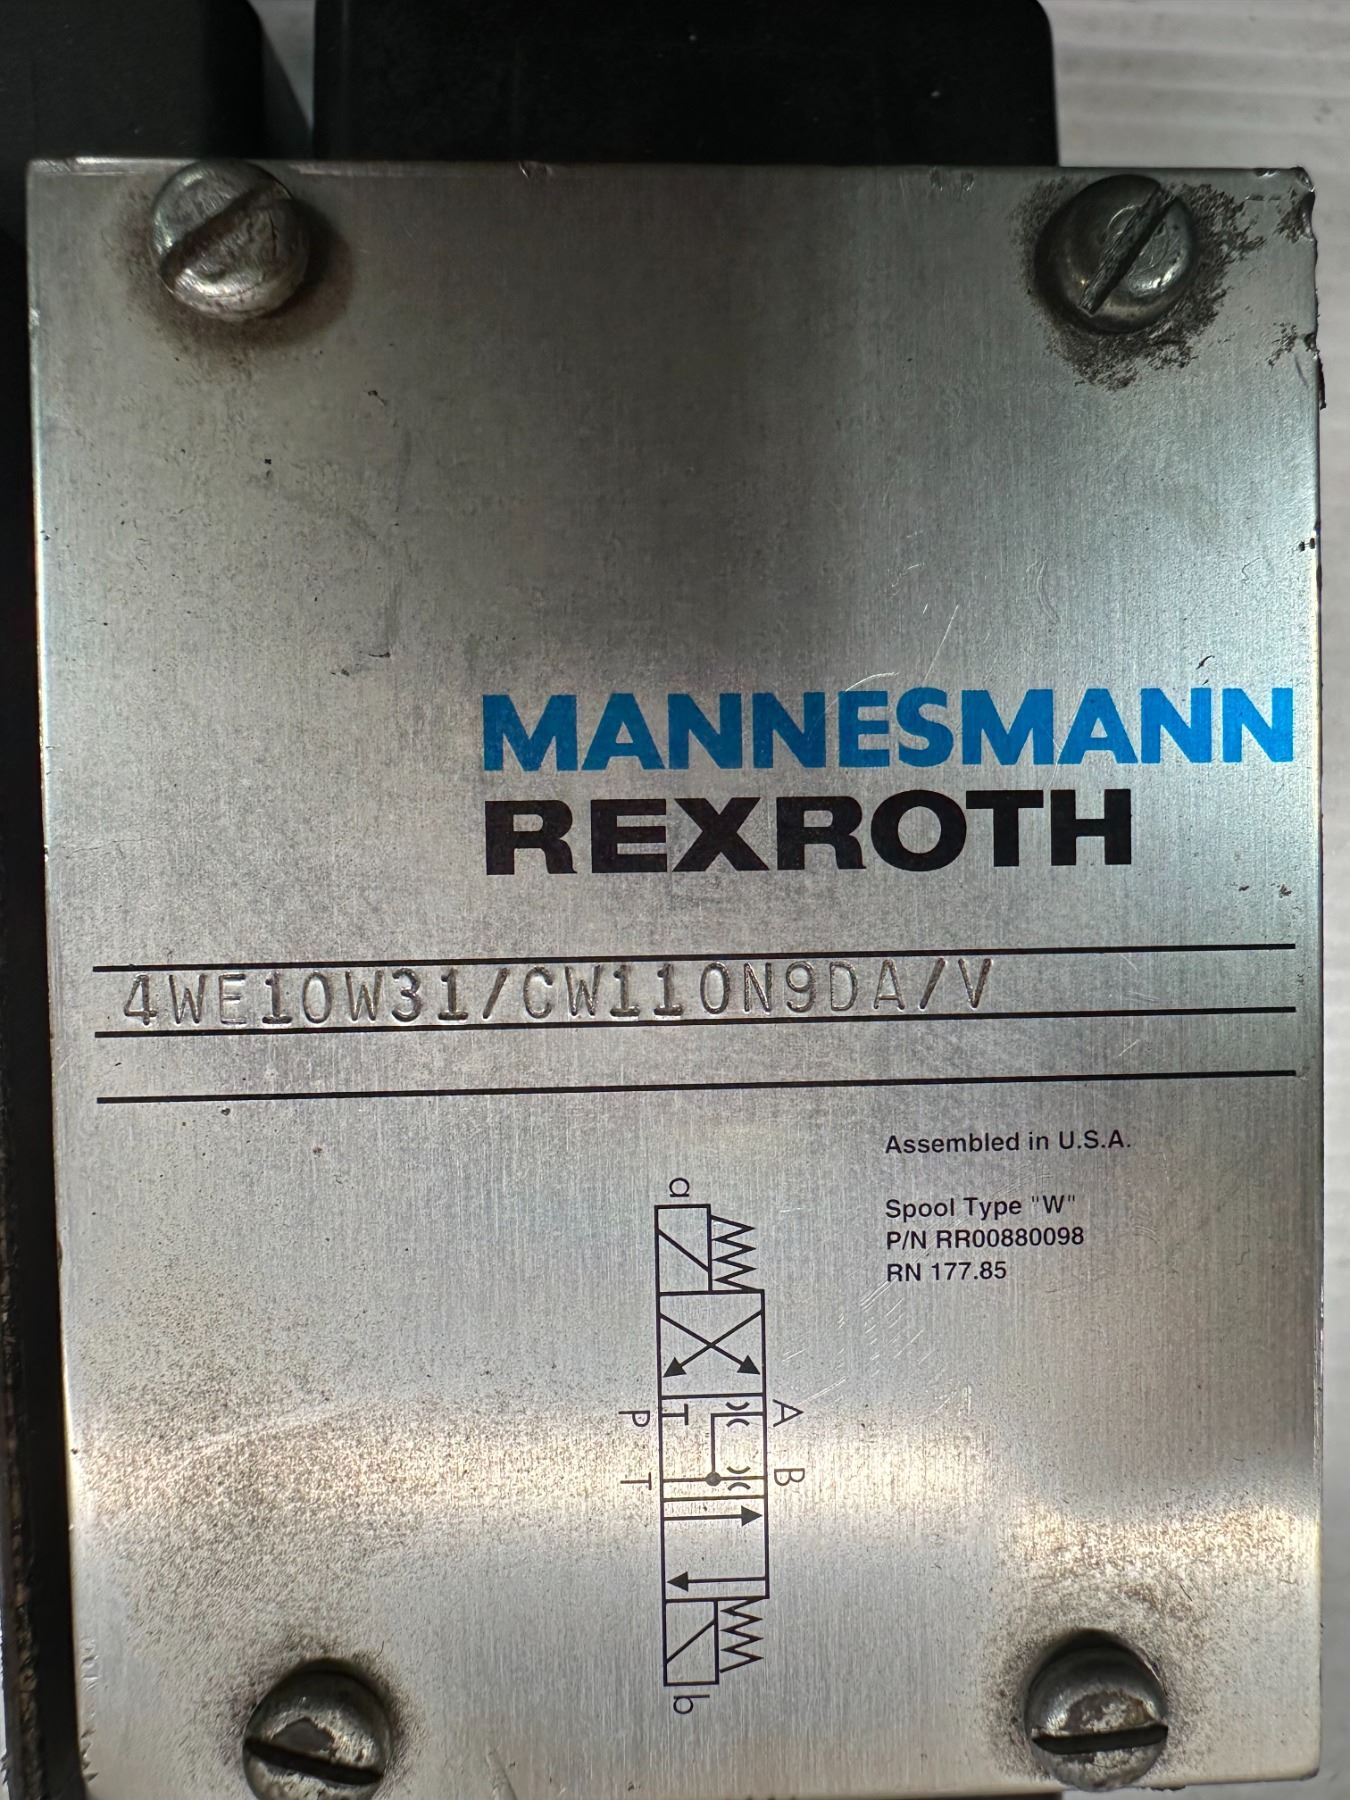 MANNESMANN
REXROTH
4WE10W31/CW110N9DA/V
Assembled in U.S.A.
Spool Type "W"
P/N RR00880098
RN 177.85
a
A
B
P
T
b